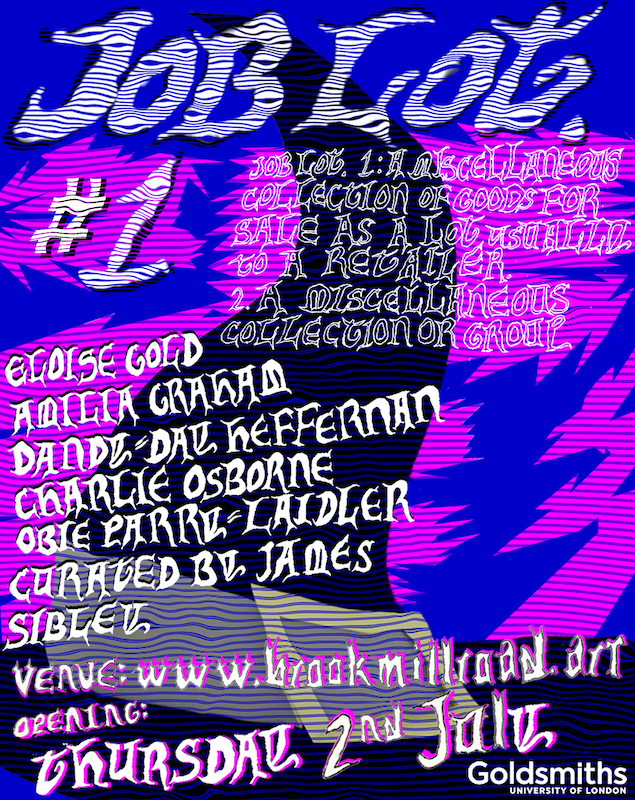 JOB LOT.
#1
JOB LOT. 1: A MISCELLANEOUS
COLLECTION OF GOODS FOR
SALE AS A LOT USUALLY
TO A RETAILER.
2. A MISCELLANEOUS
COLLECTION OR GROUP
ELOISE GOLD
AMILIA GRAHAM
DANDY-DAY HEFFERNAN
CHARLIE OSBORNE
OBIE PARRY-LAIDLER
CURATED BY JAMES
SIBLEY
VENUE: www.brookmillroad.art
OPENING:
THURSDAY 2ND July
Goldsmiths
UNIVERSITY OF LONDON